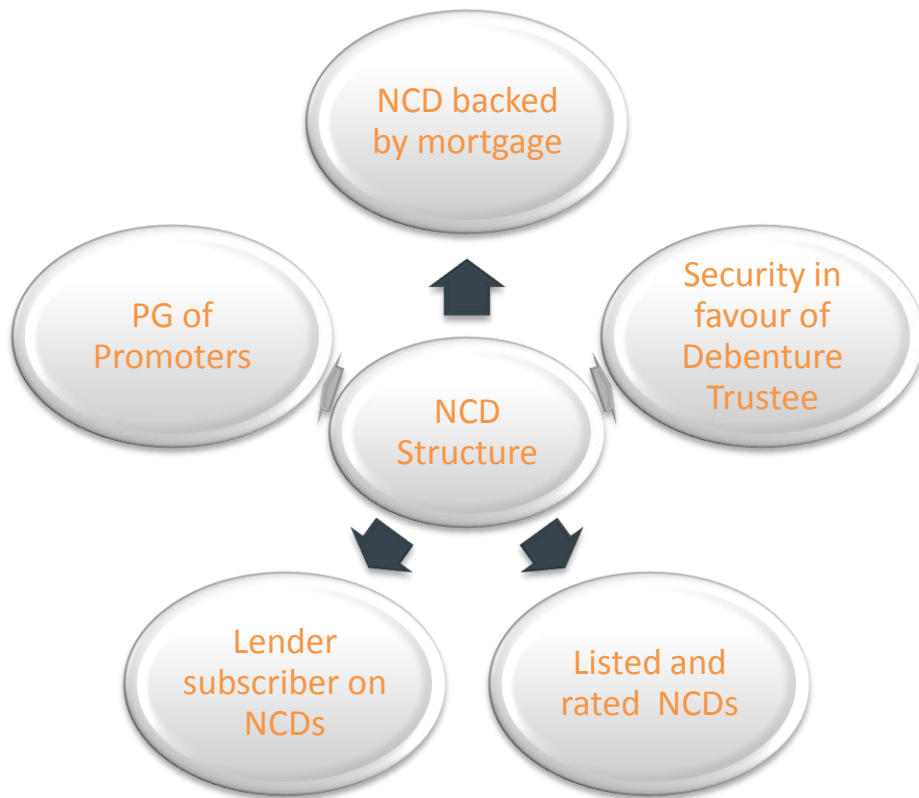 NCD backed
by mortgage
PG of
Promoters
Security in
favour of
Debenture
Trustee
NCD
Structure
Lender
subscriber on
NCDs
Listed and
rated NCDs